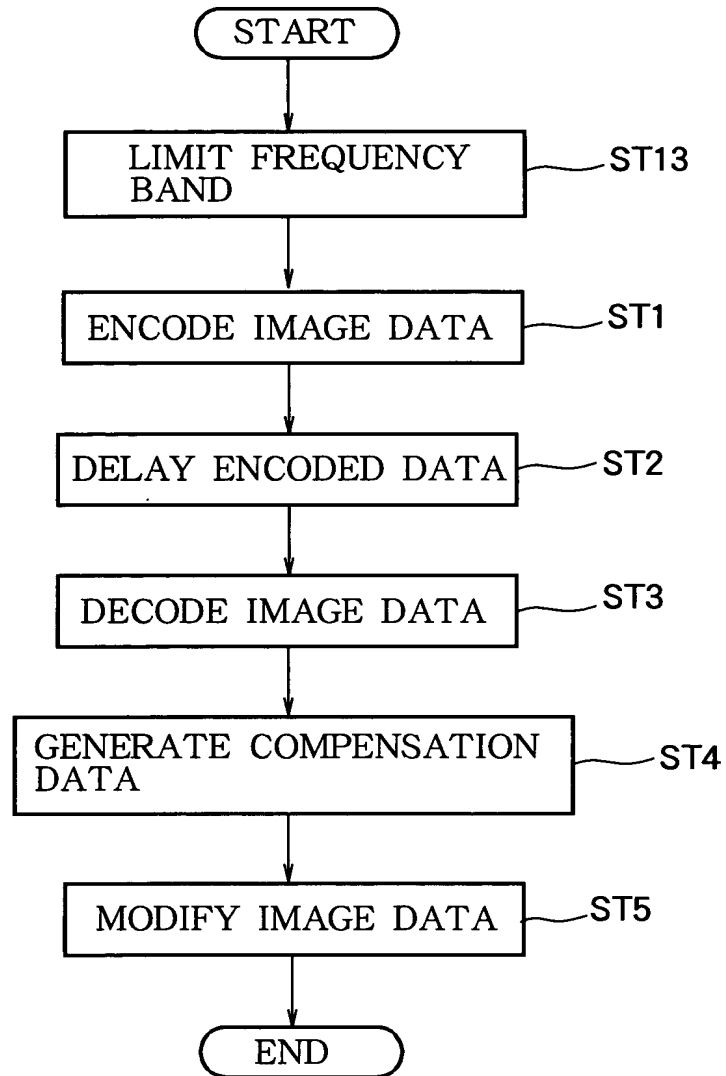 START
LIMIT FREQUENCY
BAND
ST13
ENCODE IMAGE DATA
ST1
DELAY ENCODED DATA
ST2
DECODE IMAGE DATA
ST3
GENERATE COMPENSATION
DATA
ST4
MODIFY IMAGE DATA
ST5
END